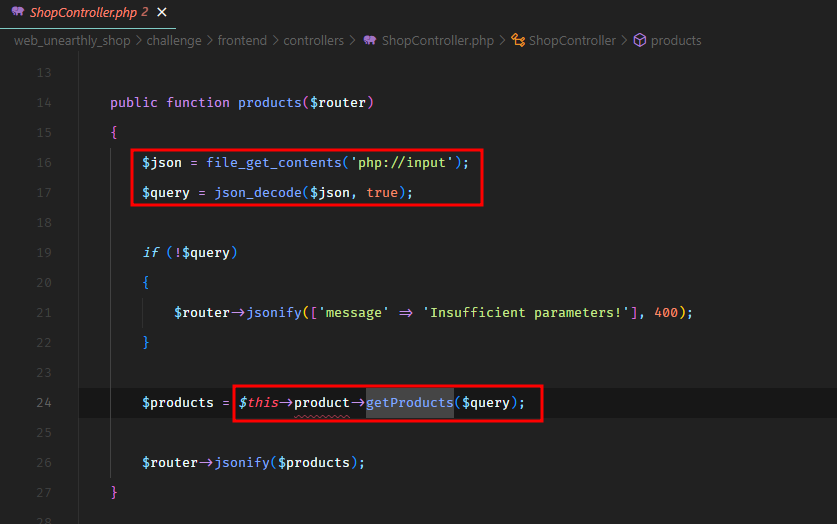 ShopController.php 2 ×
web_unearthly_shop > challenge > frontend > controllers > ShopController.php > ShopController > products
13
14 public function products($router)
15 {
16 $json = file_get_contents('php://input');
17 $query = json_decode($json, true);
18
19 if (!$query)
20 {
21 $router->jsonify(['message' => 'Insufficient parameters!'], 400);
22 }
23
24 $products = $this->product->getProducts($query);
25
26 $router->jsonify($products);
27 }
28